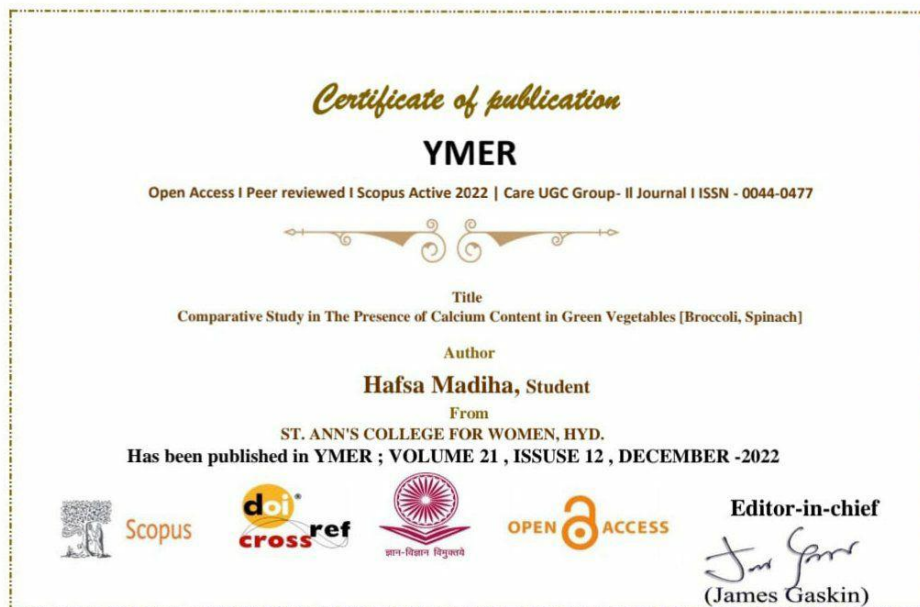 Certificate of publication
YMER
Open Access I Peer reviewed I Scopus Active 2022 | Care UGC Group- II Journal I ISSN - 0044-0477
Title
Comparative Study in The Presence of Calcium Content in Green Vegetables [Broccoli, Spinach]
Author
Hafsa Madiha, Student
From
ST. ANN'S COLLEGE FOR WOMEN, HYD.
Has been published in YMER ; VOLUME 21 , ISSUSE 12 , DECEMBER -2022
Scopus
doi®
crossref
ज्ञान-विज्ञान विमुक्तये
OPEN ACCESS
Editor-in-chief
(James Gaskin)